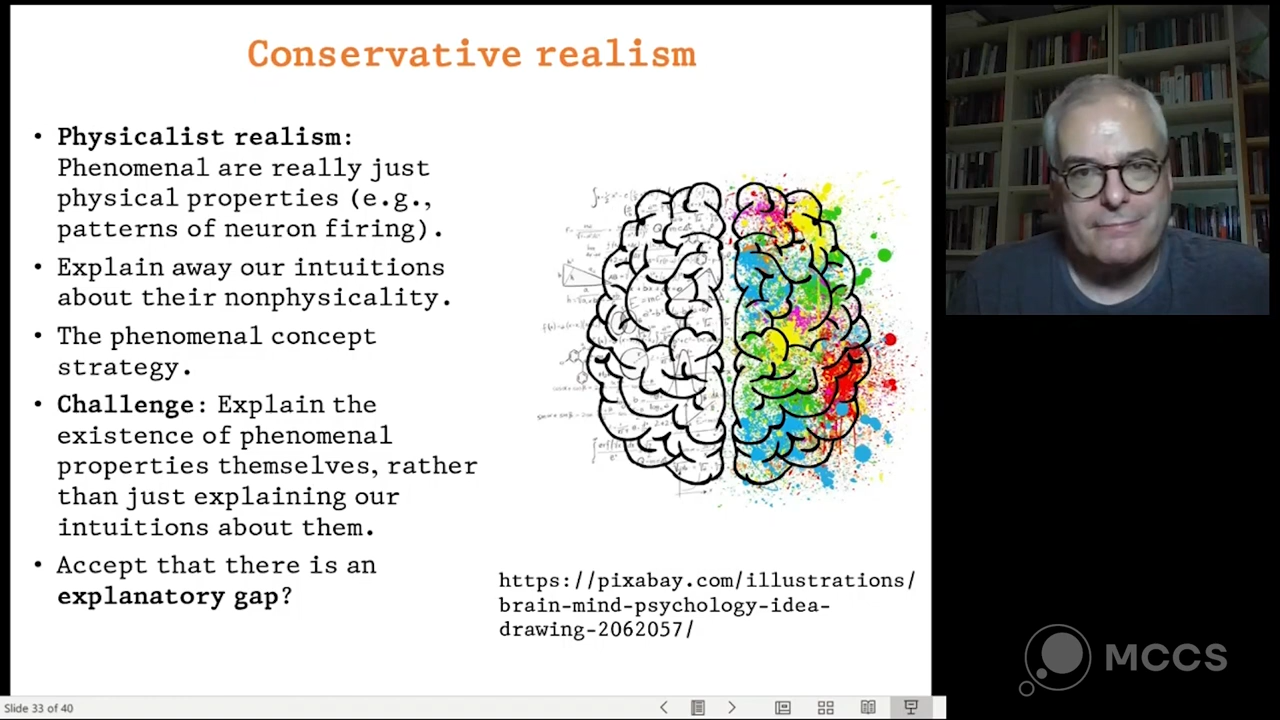 Conservative realism
• Physicalist realism:
Phenomenal are really just
physical properties (e.g.,
patterns of neuron firing).
• Explain away our intuitions
about their nonphysicality.
• The phenomenal concept
strategy.
• Challenge: Explain the
existence of phenomenal
properties themselves, rather
than just explaining our
intuitions about them.
• Accept that there is an
explanatory gap?
https://pixabay.com/illustrations/
brain-mind-psychology-idea-
drawing-2062057/
MCCS
Slide 33 of 40